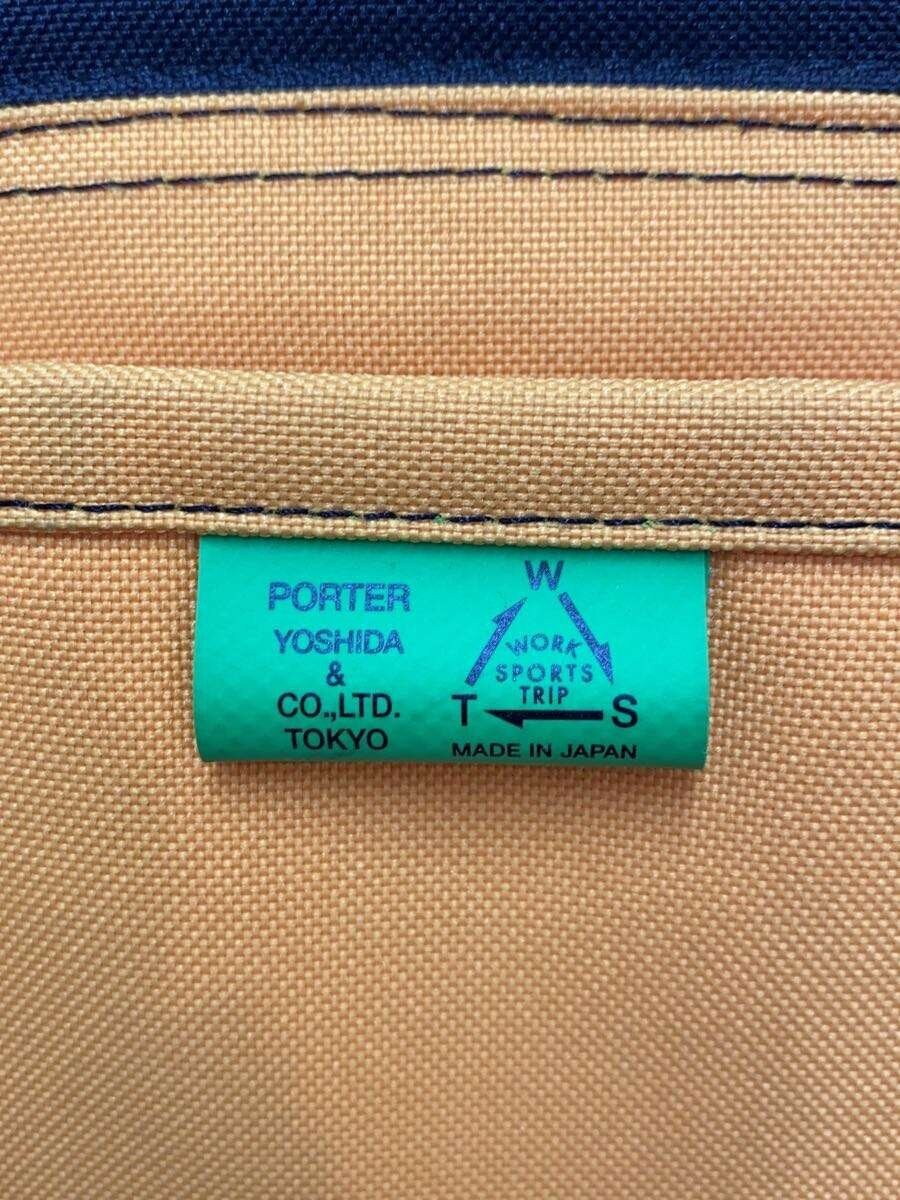 PORTER
YOSHIDA
&
CO.,LTD.
TOKYO
W
WORK
SPORTS
TRIP
T S
MADE IN JAPAN